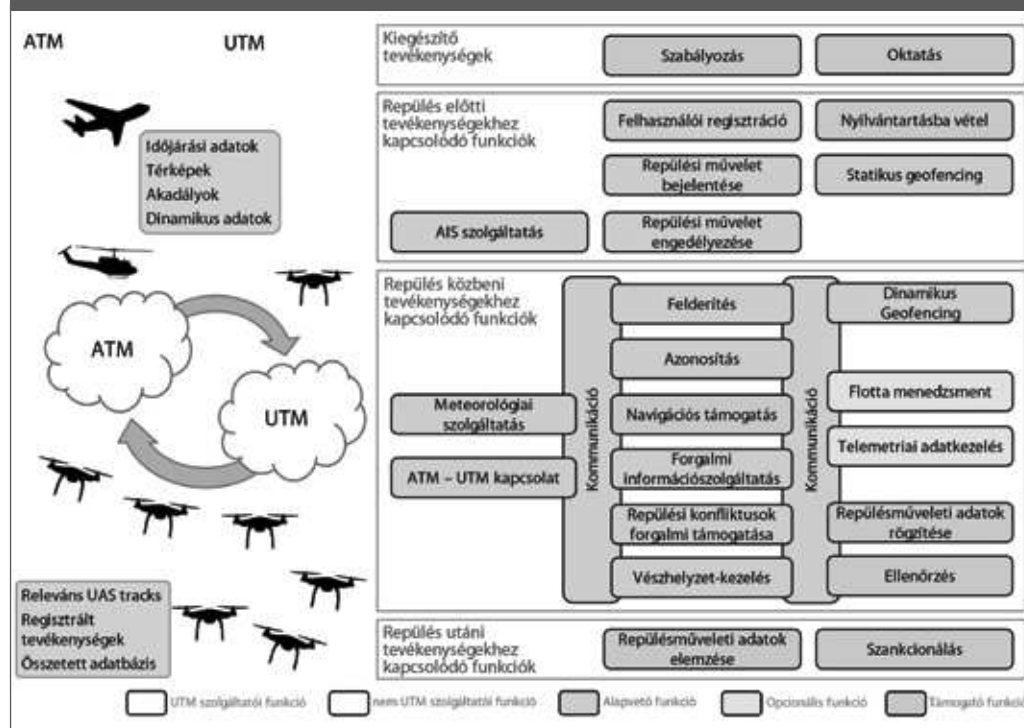 ATM
UTM
Időjárási adatok
Térképek
Akadályok
Dinamikus adatok
ATM
UTM
Releváns UAS tracks
Regisztrált
tevékenységek
Összetett adatbázis
Kiegészítő
tevékenységek
Szabályozás
Oktatás
Repülés előtti
tevékenységekhez
kapcsolódó funkciók
Felhasználói regisztráció
Nyilvántartásba vétel
Repülési művelet
bejelentése
Statikus geofencing
AIS szolgáltatás
Repülési művelet
engedélyezése
Repülés közbeni
tevékenységekhez
kapcsolódó funkciók
Meteorológiai
szolgáltatás
ATM – UTM kapcsolat
Kommunikáció
Felderítés
Azonosítás
Navigációs támogatás
Forgalmi
információszolgáltatás
Repülési konfliktusok
forgalmi támogatása
Vészhelyzet-kezelés
Kommunikáció
Dinamikus
Geofencing
Flotta menedzsment
Telemetriai adatkezelés
Repülésműveleti adatok
rögzítése
Ellenőrzés
Repülés utáni
tevékenységekhez
kapcsolódó funkciók
Repülésműveleti adatok
elemzése
Szankcionálás
UTM szolgáltatói funkció
nem UTM szolgáltatói funkció
Alapvető funkció
Opcionális funkció
Támogató funkció